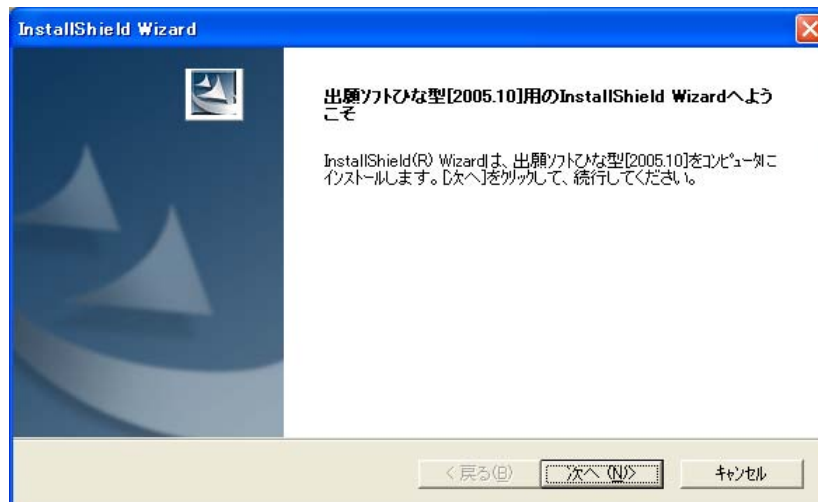 InstallShield Wizard
出願ソフトひな型[2005.10]用のInstallShield Wizardへよう
こそ
InstallShield(R) Wizardは、出願ソフトひな型[2005.10]をコンピュータに
インストールします。[次へ]をクリックして、続行してください。
< 戻る(B)
次へ (N)>
キャンセル